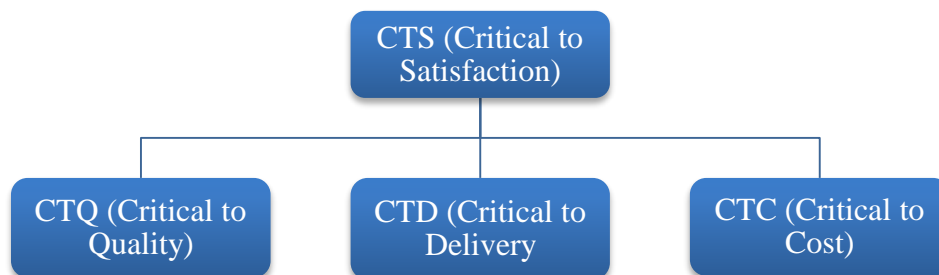 CTS (Critical to
Satisfaction)
CTQ (Critical to
Quality)
CTD (Critical to
Delivery
CTC (Critical to
Cost)